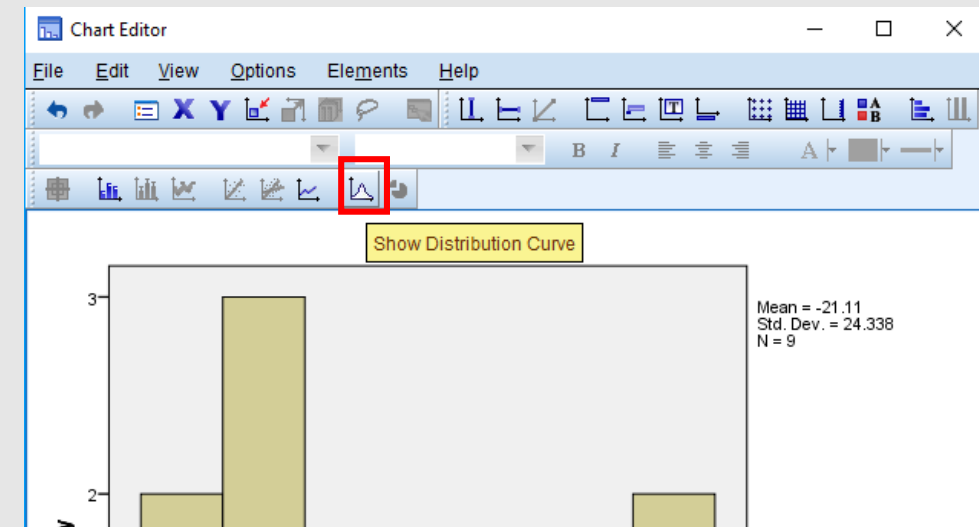 Chart Editor
File Edit View Options Elements Help
X Y T A B
B I A
Show Distribution Curve
3
Mean = -21.11
Std. Dev. = 24.338
N = 9
2
y